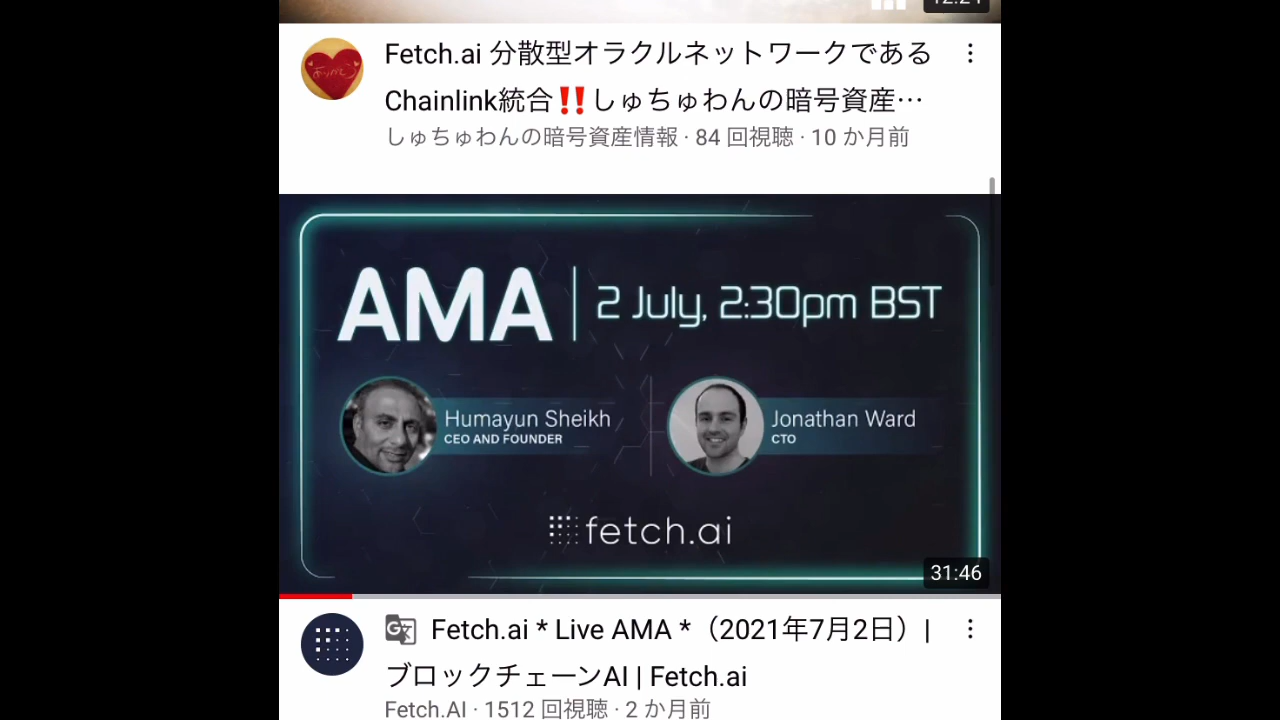 12:24
Fetch.ai 分散型オラクルネットワークである
Chainlink統合‼️しゅちゅわんの暗号資産…
しゅちゅわんの暗号資産情報 · 84 回視聴 · 10 か月前
AMA
2 July, 2:30pm BST
Humayun Sheikh
CEO AND FOUNDER
Jonathan Ward
CTO
fetch.ai
31:46
Fetch.ai * Live AMA *（2021年7月2日）|
ブロックチェーンAI | Fetch.ai
Fetch.AI · 1512 回視聴 · 2 か月前